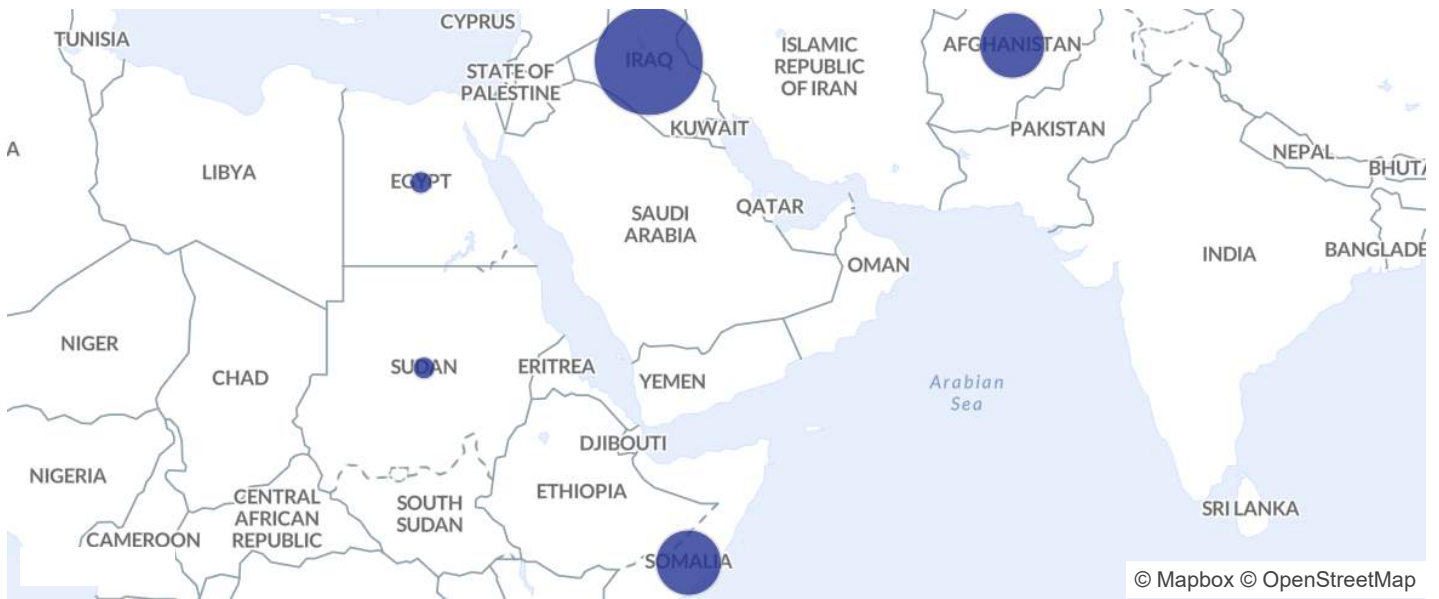 CYPRUS
TUNISIA
STATE OF
PALESTINE
IRAQ
ISLAMIC
REPUBLIC
OF IRAN
AFGHANISTAN
KUWAIT
PAKISTAN
A
LIBYA
EGYPT
NEPAL
BHUTA
SAUDI
ARABIA
QATAR
OMAN
INDIA
BANGLADE
NIGER
CHAD
SUDAN
ERITREA
YEMEN
Arabian
Sea
DJIBOUTI
NIGERIA
CENTRAL
AFRICAN
REPUBLIC
SOUTH
SUDAN
ETHIOPIA
SRI LANKA
CAMEROON
SOMALIA
© Mapbox © OpenStreetMap